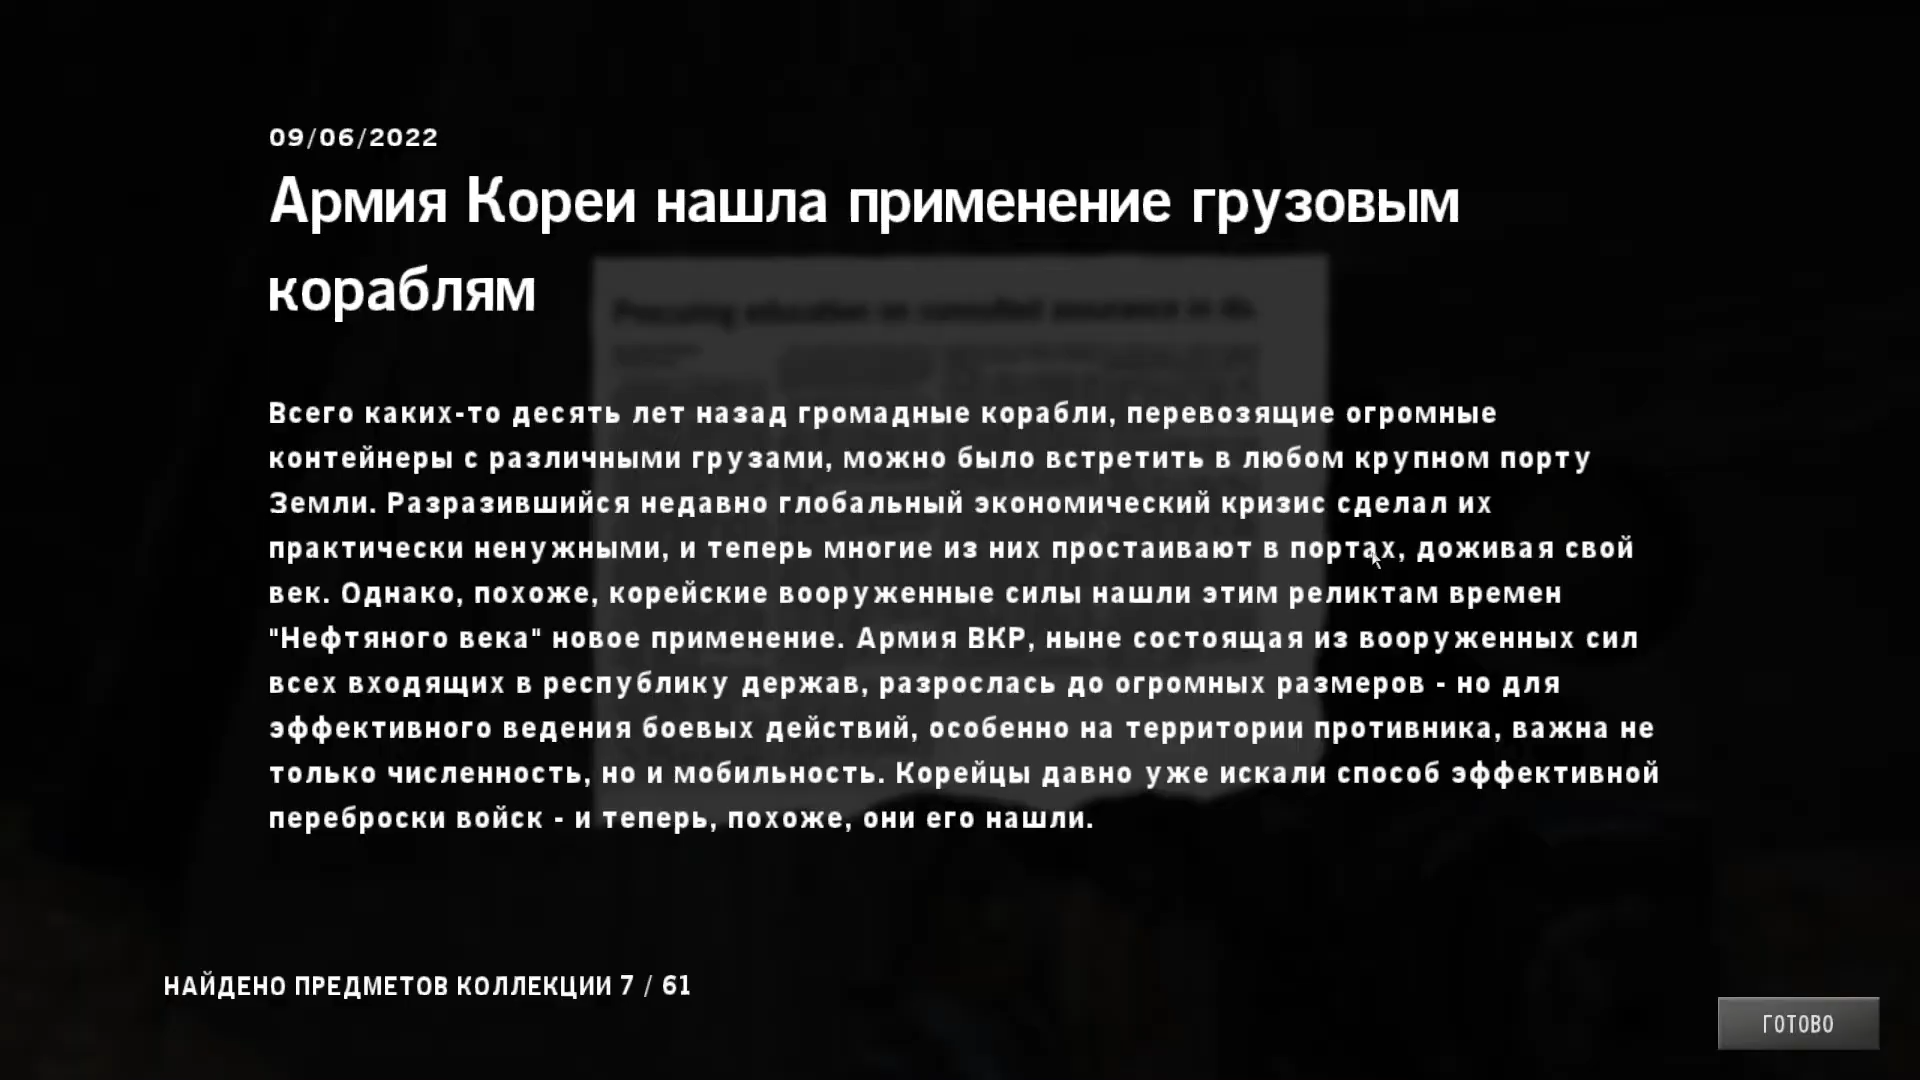 09/06/2022
Армия Кореи нашла применение грузовым
кораблям
Всего каких-то десять лет назад громадные корабли, перевозящие огромные
контейнеры с различными грузами, можно было встретить в любом крупном порту
Земли. Разразившийся недавно глобальный экономический кризис сделал их
практически ненужными, и теперь многие из них простаивают в портах, доживая свой
век. Однако, похоже, корейские вооруженные силы нашли этим реликтам времен
"Нефтяного века" новое применение. Армия ВКР, ныне состоящая из вооруженных сил
всех входящих в республику держав, разрослась до огромных размеров - но для
эффективного ведения боевых действий, особенно на территории противника, важна не
только численность, но и мобильность. Корейцы давно уже искали способ эффективной
переброски войск - и теперь, похоже, они его нашли.
НАЙДЕНО ПРЕДМЕТОВ КОЛЛЕКЦИИ 7 / 61
ГОТОВО